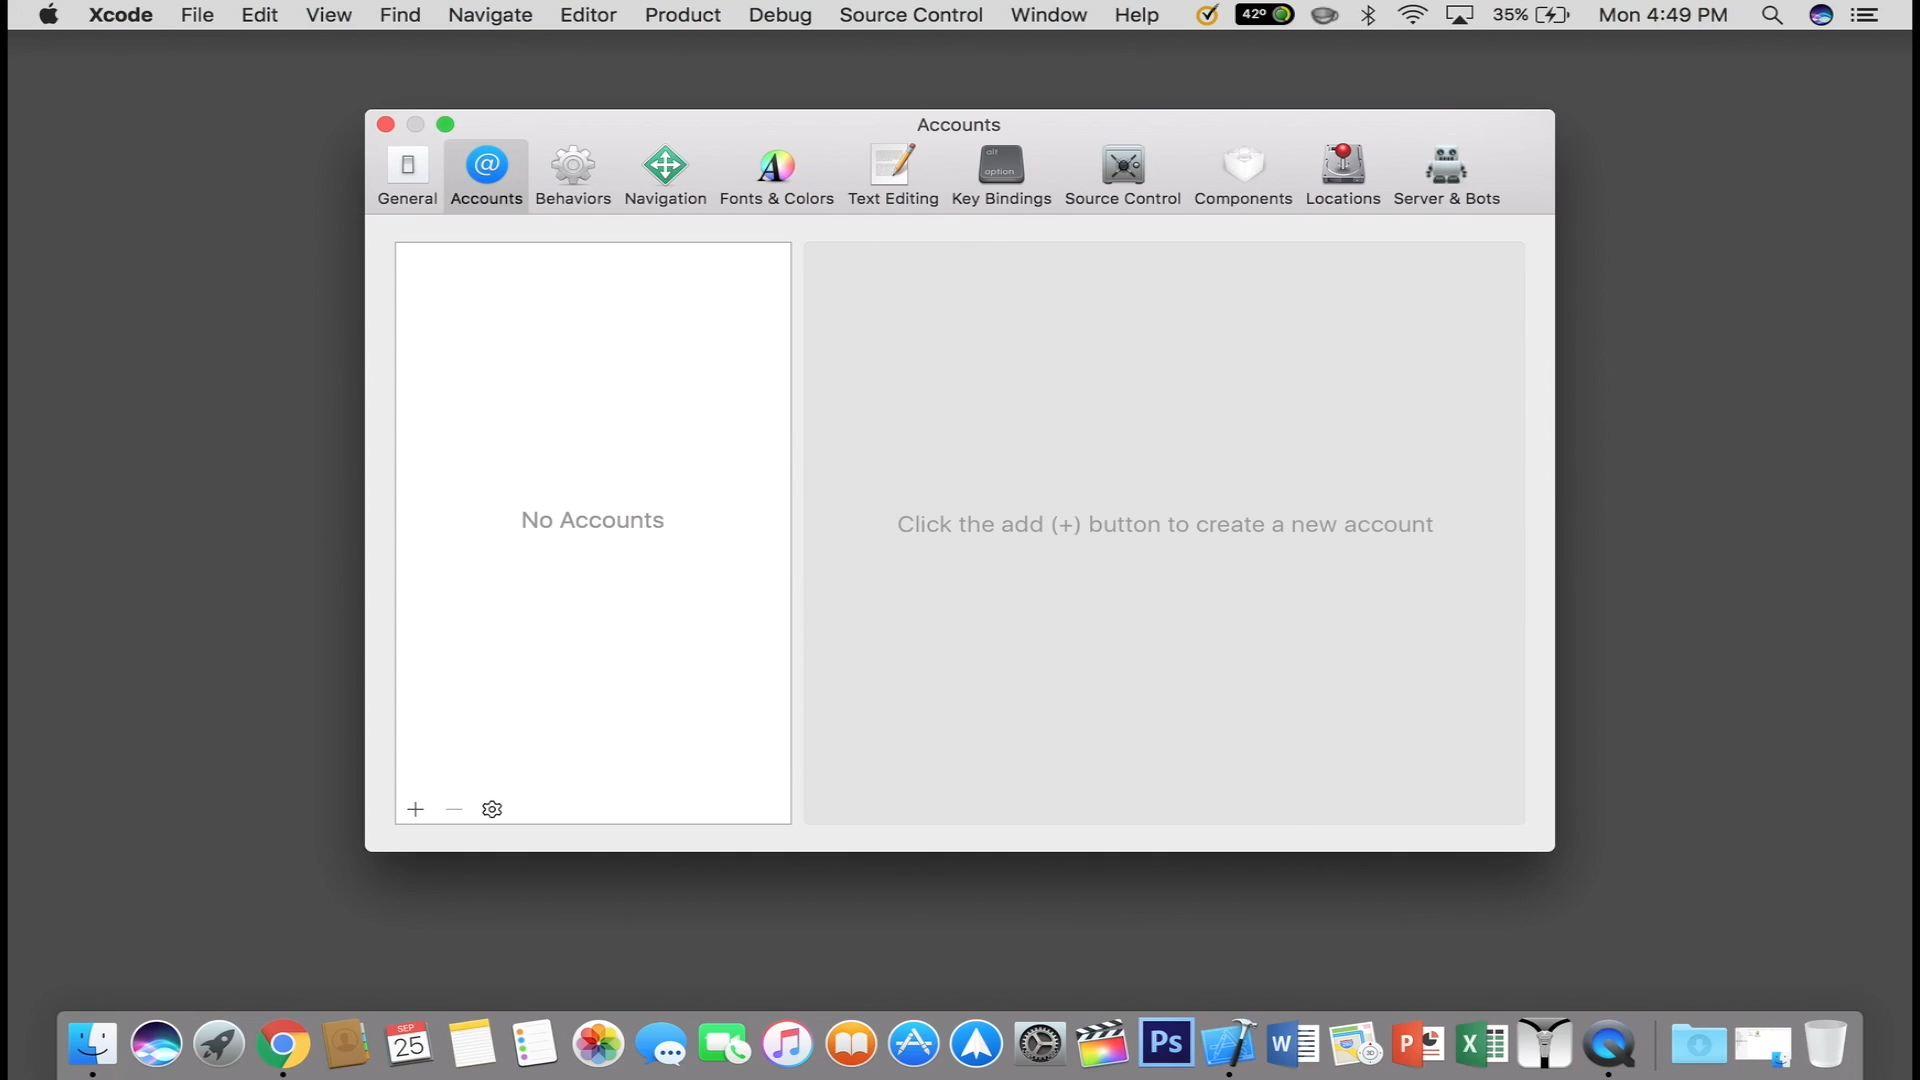 Xcode File Edit View Find Navigate Editor Product Debug Source Control Window Help 42° 35% Mon 4:49 PM
Accounts
General Accounts Behaviors Navigation Fonts & Colors Text Editing Key Bindings Source Control Components Locations Server & Bots
alt
option
No Accounts
Click the add (+) button to create a new account
SEP
25
Ps
W
P
X